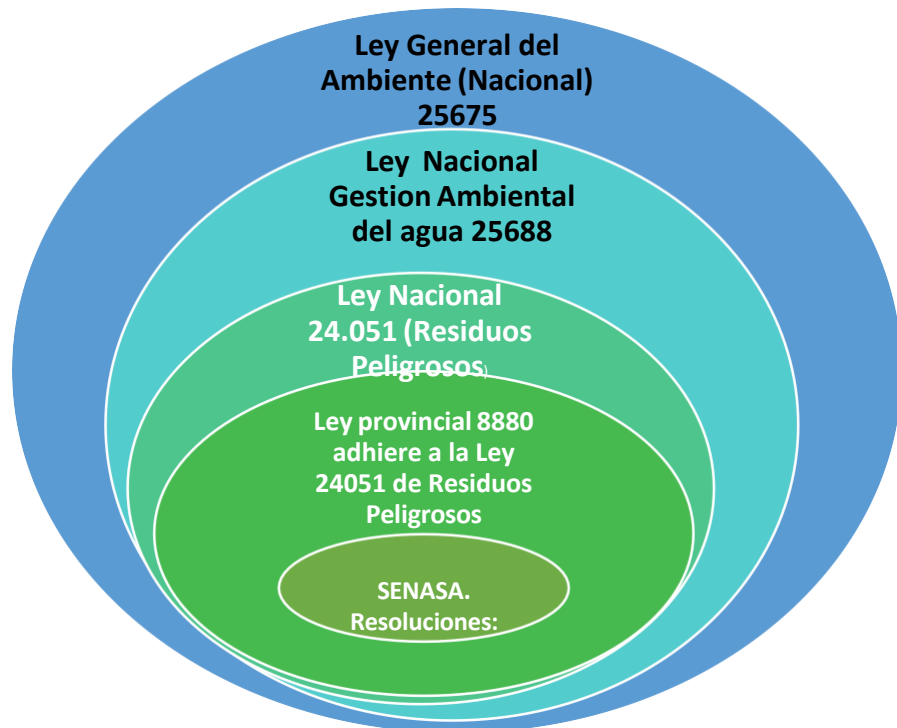 Ley General del
Ambiente (Nacional)
25675
Ley Nacional
Gestion Ambiental
del agua 25688
Ley Nacional
24.051 (Residuos
Peligrosos)
Ley provincial 8880
adhiere a la Ley
24051 de Residuos
Peligrosos
SENASA.
Resoluciones: